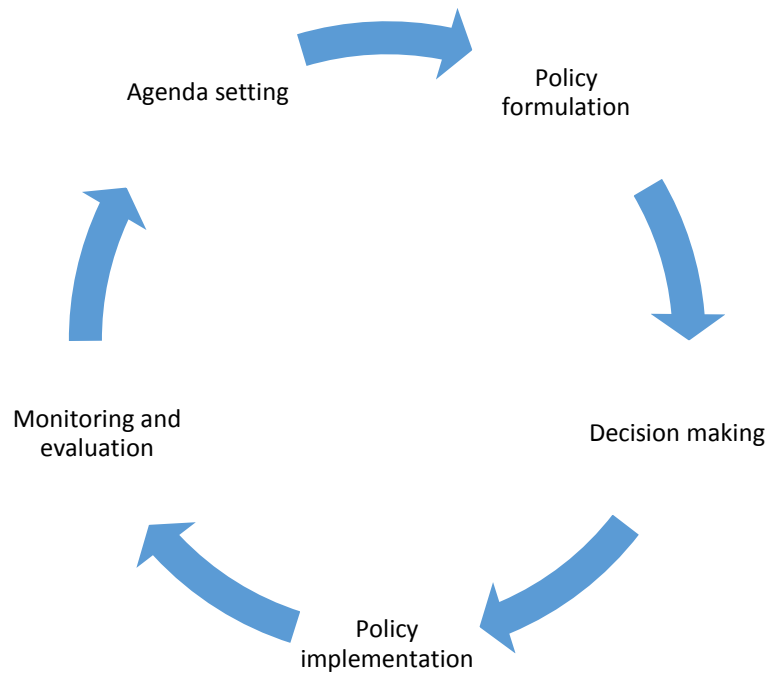 Agenda setting
Policy
formulation
Decision making
Policy
implementation
Monitoring and
evaluation